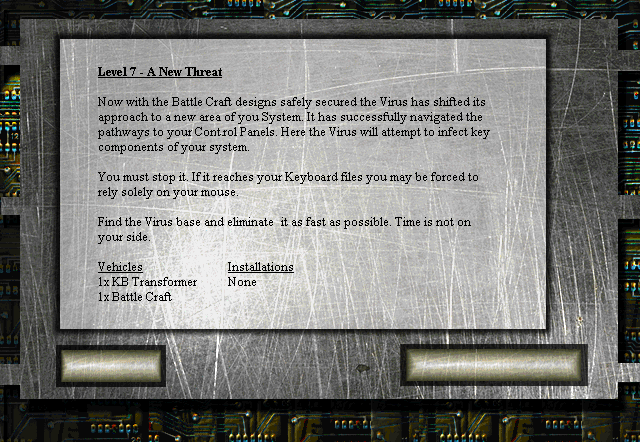 Level 7 - A New Threat
Now with the Battle Craft designs safely secured the Virus has shifted its
approach to a new area of you System. It has successfully navigated the
pathways to your Control Panels. Here the Virus will attempt to infect key
components of your system.
You must stop it. If it reaches your Keyboard files you may be forced to
rely solely on your mouse.
Find the Virus base and eliminate  it as fast as possible. Time is not on
your side.
Vehicles Installations
1x KB Transformer None
1x Battle Craft